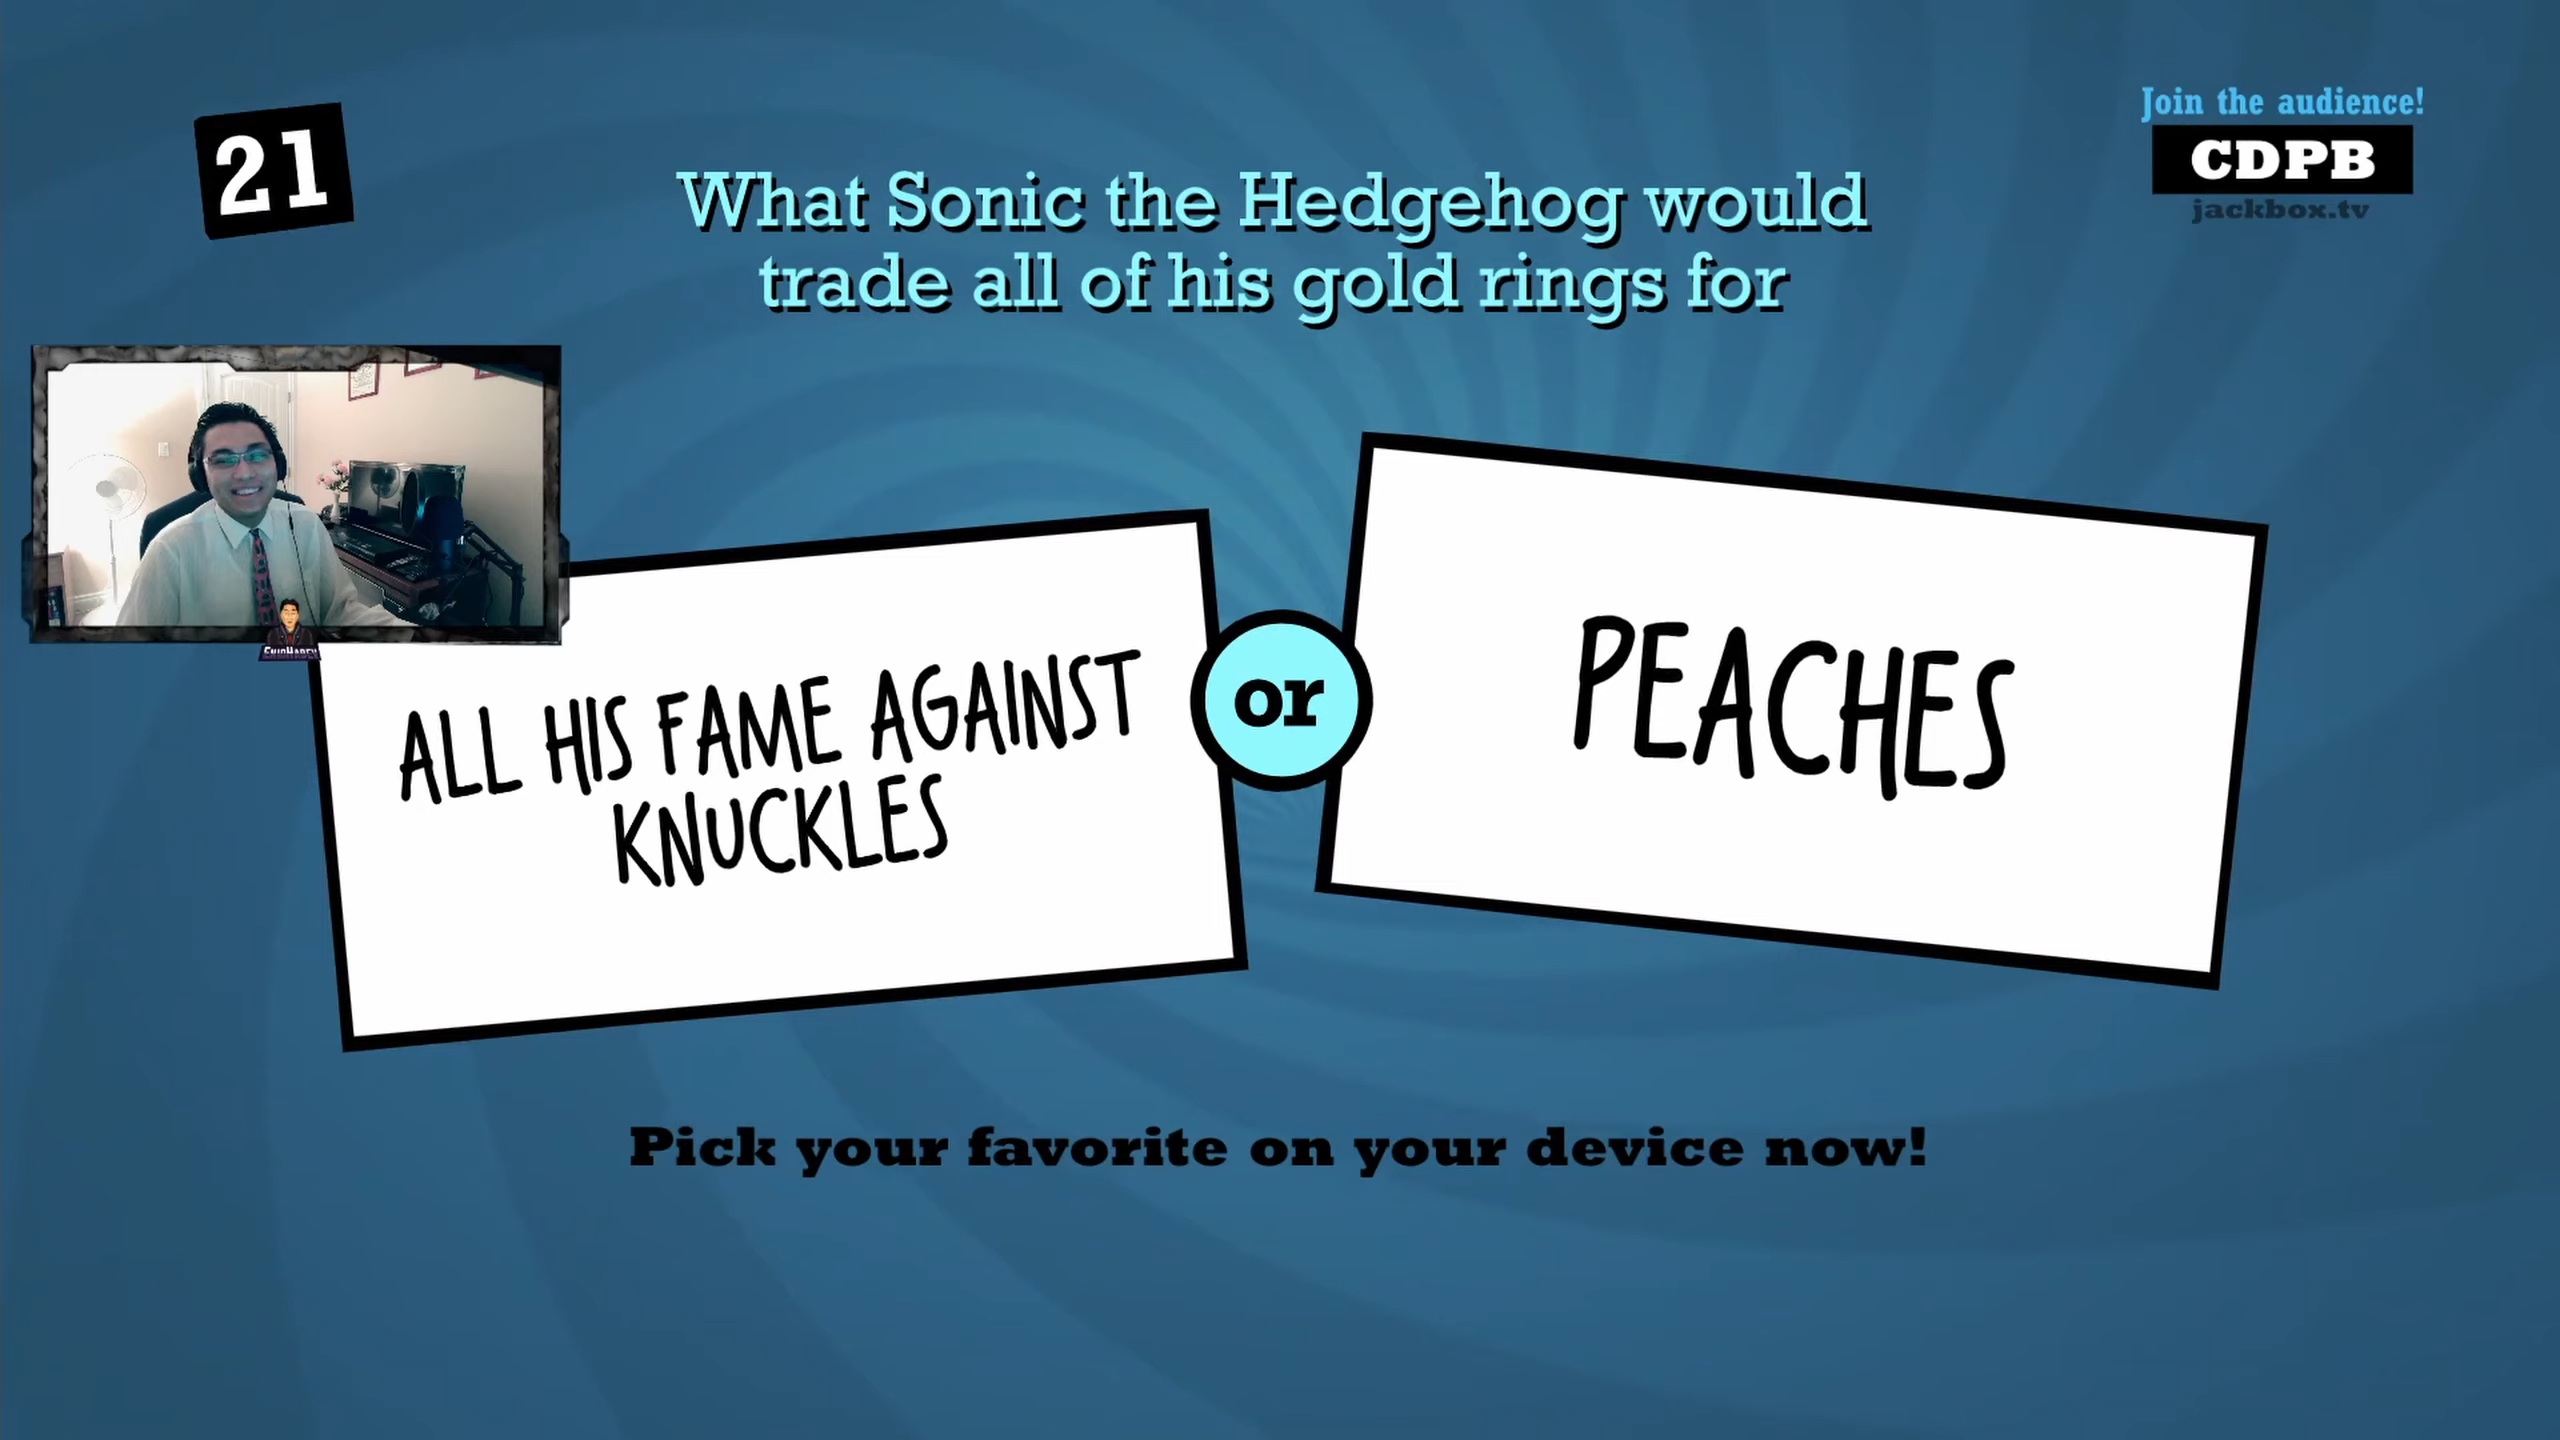 21
Join the audience!
CDPB
jackbox.tv
What Sonic the Hedgehog would
trade all of his gold rings for
ALL HIS FAME AGAINST
KNUCKLES
or
PEACHES
Pick your favorite on your device now!